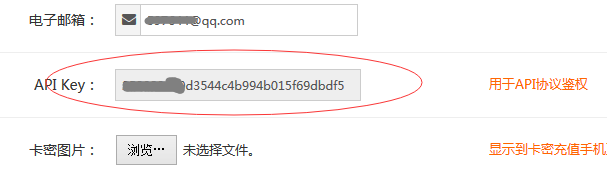 电子邮箱： @qq.com
API Key： d3544c4b994b015f69dbdf5 用于API协议鉴权
卡密图片： 浏览… 未选择文件。 显示到卡密充值手机